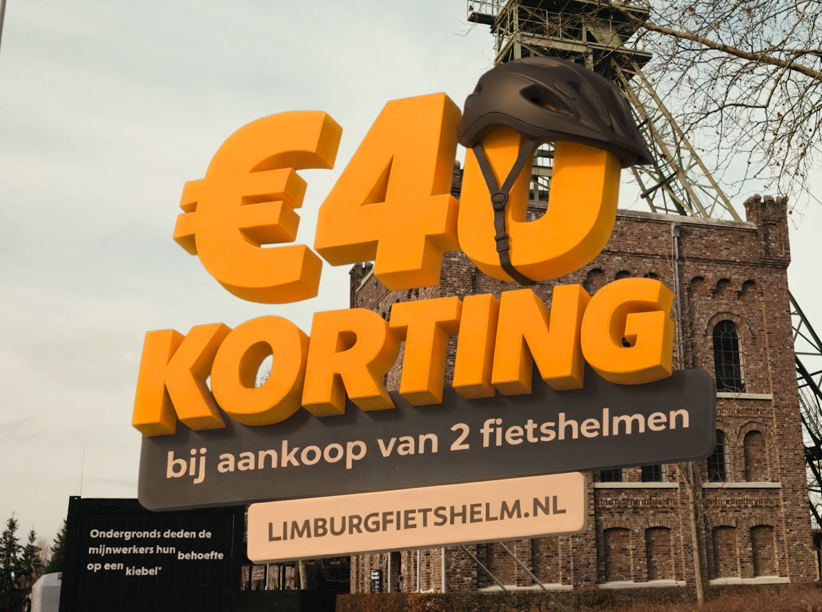 €40
KORTING
bij aankoop van 2 fietshelmen
LIMBURGFIETSHELM.NL
Ondergronds deden de
mijnwerkers hun behoefte
op een kiebel"